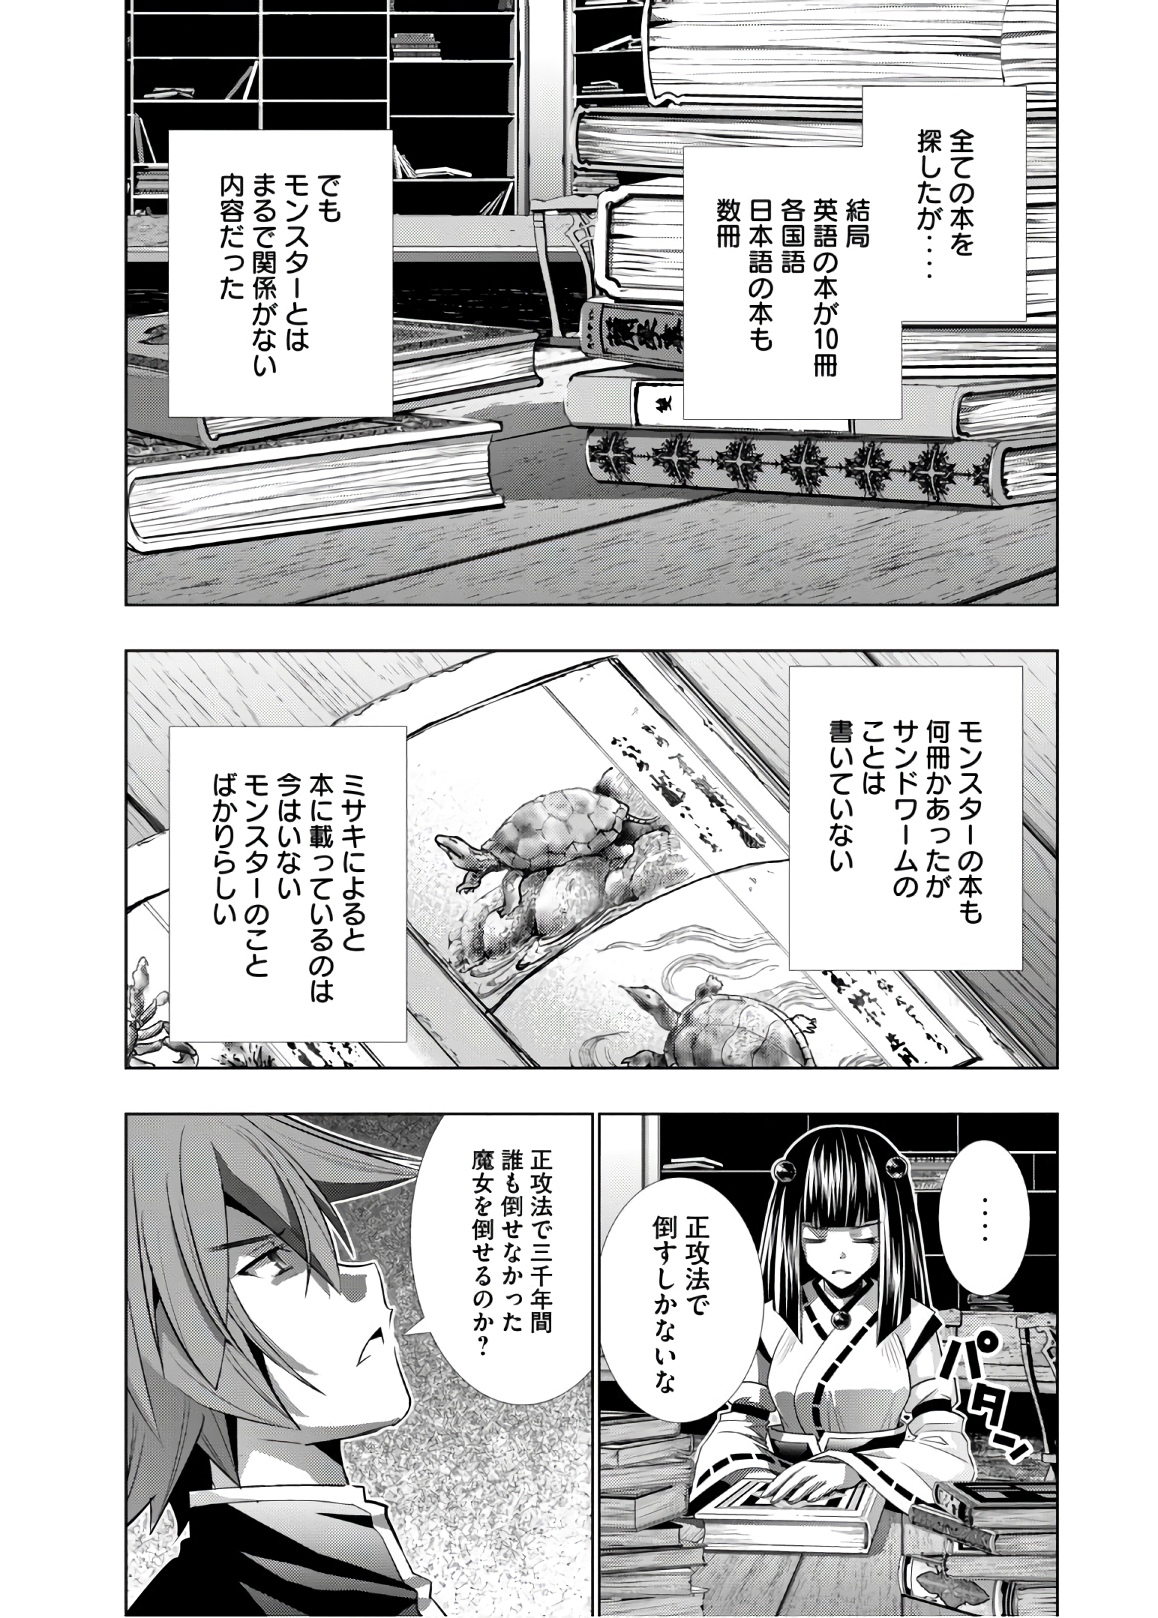 全ての本を
探したが‥‥
結局
英語の本が10冊
各国語
日本語の本も
数冊
でも
モンスターとは
まるで関係がない
内容だった
モンスターの本も
何冊かあったが
サンドワームの
ことは
書いていない
ミサキによると
本に載っているのは
今はいない
モンスターのこと
ばかりらしい
‥‥
正攻法で
倒すしかないな
パタン
正攻法で三千年間
誰も倒せなかった
魔女を倒せるのか？